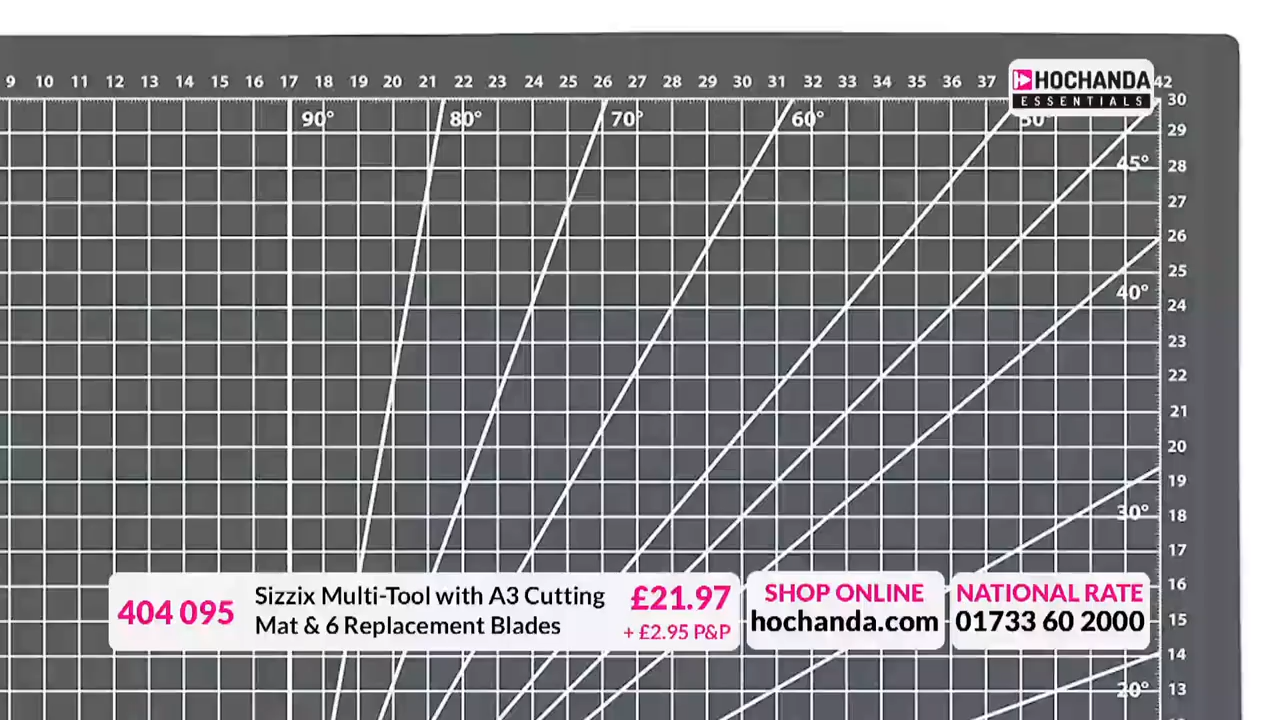 9 10 11 12 13 14 15 16 17 18 19 20 21 22 23 24 25 26 27 28 29 30 31 32 33 34 35 36 37 42
HOCHANDA
ESSENTIALS
90° 80° 70° 60° 50
30
29
45°
28
27
26
25
40°
24
23
22
21
20
19
30°
18
17
16
15
14
20°
13
404 095
Sizzix Multi-Tool with A3 Cutting
Mat & 6 Replacement Blades
£21.97
+ £2.95 P&P
SHOP ONLINE
hochanda.com
NATIONAL RATE
01733 60 2000